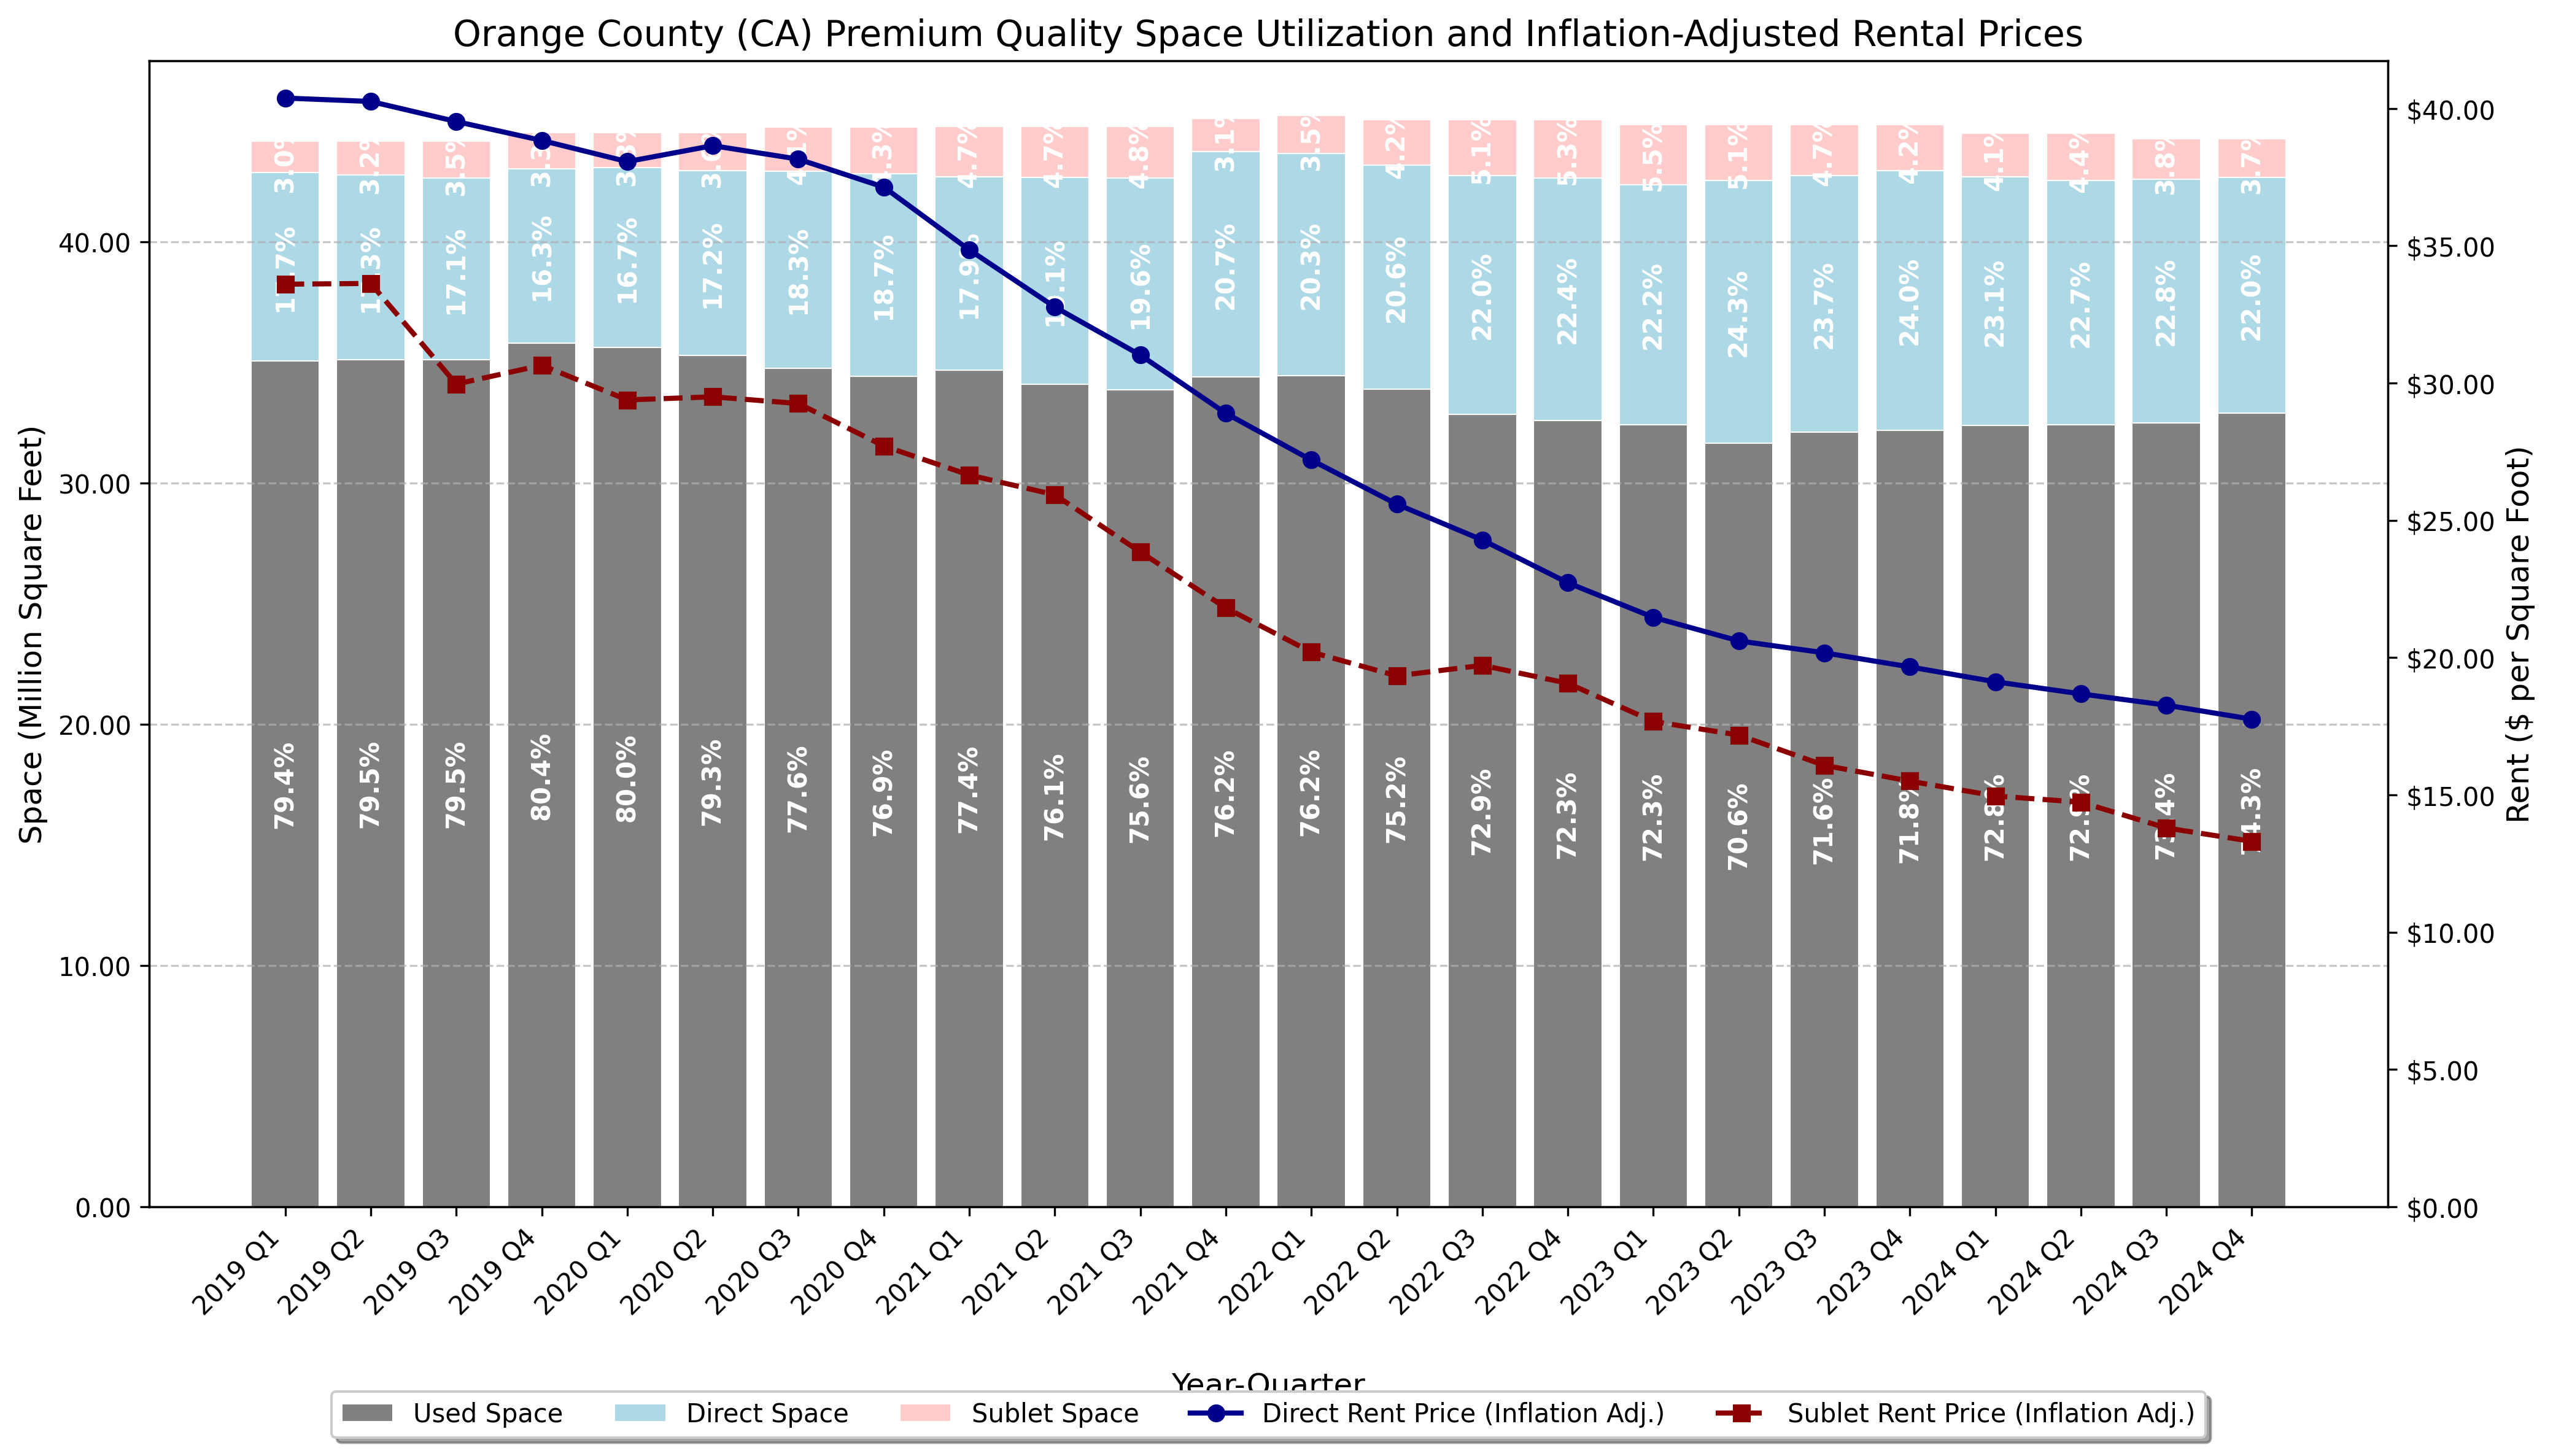 Orange County (CA) Premium Quality Space Utilization and Inflation-Adjusted Rental Prices
Space (Million Square Feet)
40.00
30.00
20.00
10.00
0.00
Rent ($ per Square Foot)
$40.00
$35.00
$30.00
$25.00
$20.00
$15.00
$10.00
$5.00
$0.00
3.0%
3.2%
3.5%
4.7%
4.7%
4.8%
3.1%
3.5%
4.2%
5.1%
5.3%
5.5%
5.1%
4.7%
4.2%
4.1%
4.4%
3.8%
3.7%
17.1%
16.3%
16.7%
17.2%
18.3%
18.7%
17.9%
19.6%
20.7%
20.3%
20.6%
22.0%
22.4%
22.2%
24.3%
23.7%
24.0%
23.1%
22.7%
22.8%
22.0%
79.4%
79.5%
79.5%
80.4%
80.0%
79.3%
77.6%
76.9%
77.4%
76.1%
75.6%
76.2%
76.2%
75.2%
72.9%
72.3%
72.3%
70.6%
71.6%
71.8%
72.8%
72.9%
2019 Q1
2019 Q2
2019 Q3
2019 Q4
2020 Q1
2020 Q2
2020 Q3
2020 Q4
2021 Q1
2021 Q2
2021 Q3
2021 Q4
2022 Q1
2022 Q2
2022 Q3
2022 Q4
2023 Q1
2023 Q2
2023 Q3
2023 Q4
2024 Q1
2024 Q2
2024 Q3
2024 Q4
Year-Quarter
Used Space
Direct Space
Sublet Space
Direct Rent Price (Inflation Adj.)
Sublet Rent Price (Inflation Adj.)